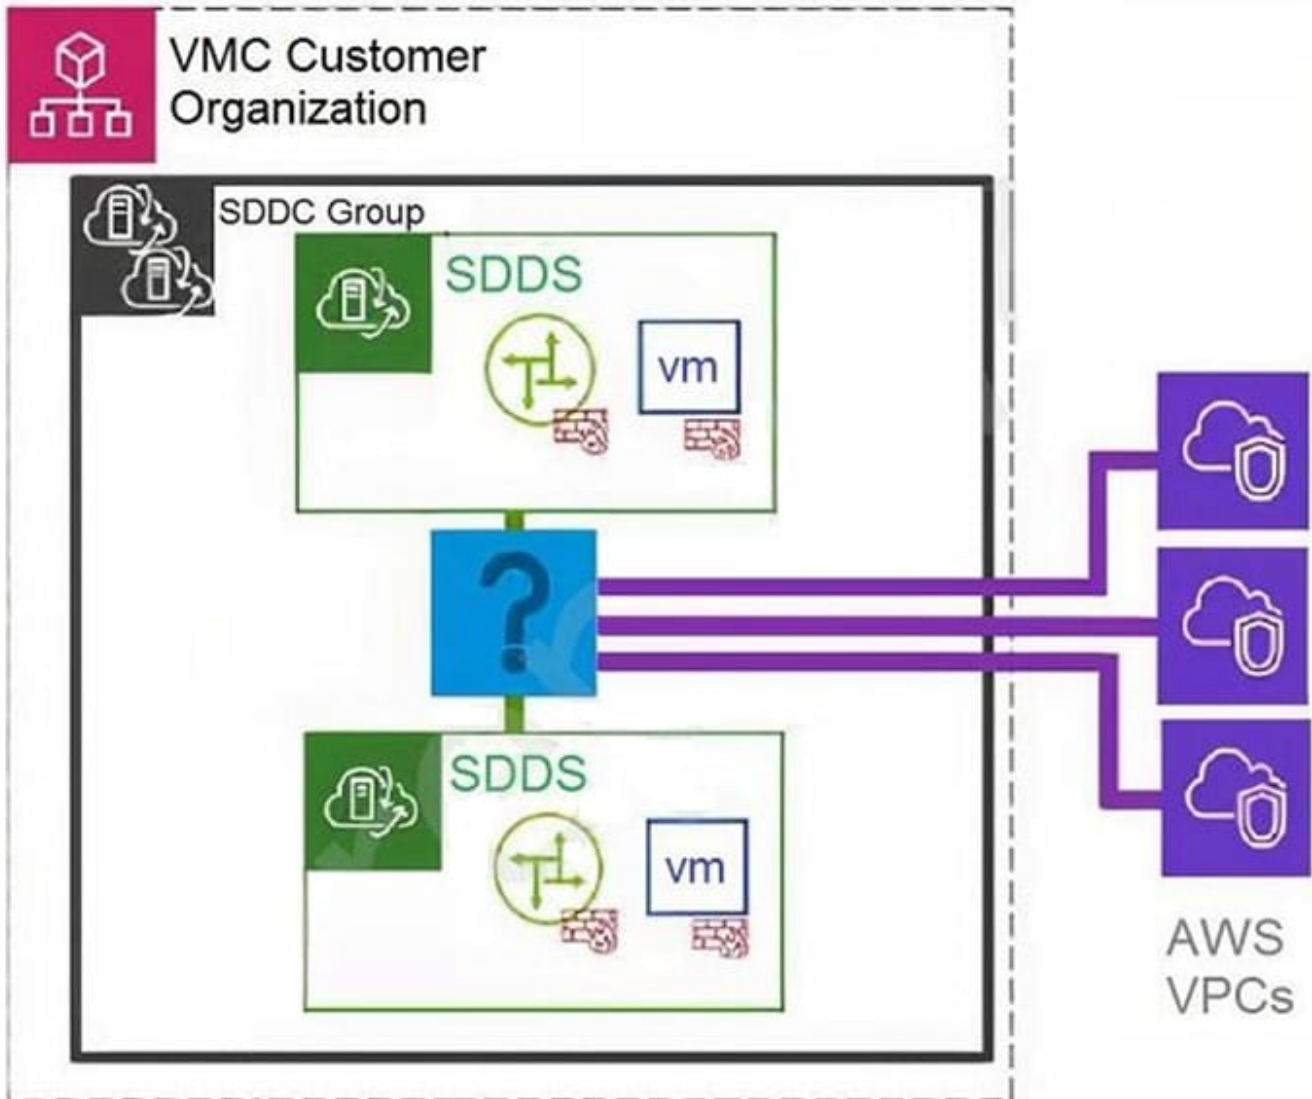 VMC Customer
Organization
SDDC Group
SDDS
vm
?
SDDS
vm
AWS
VPCs